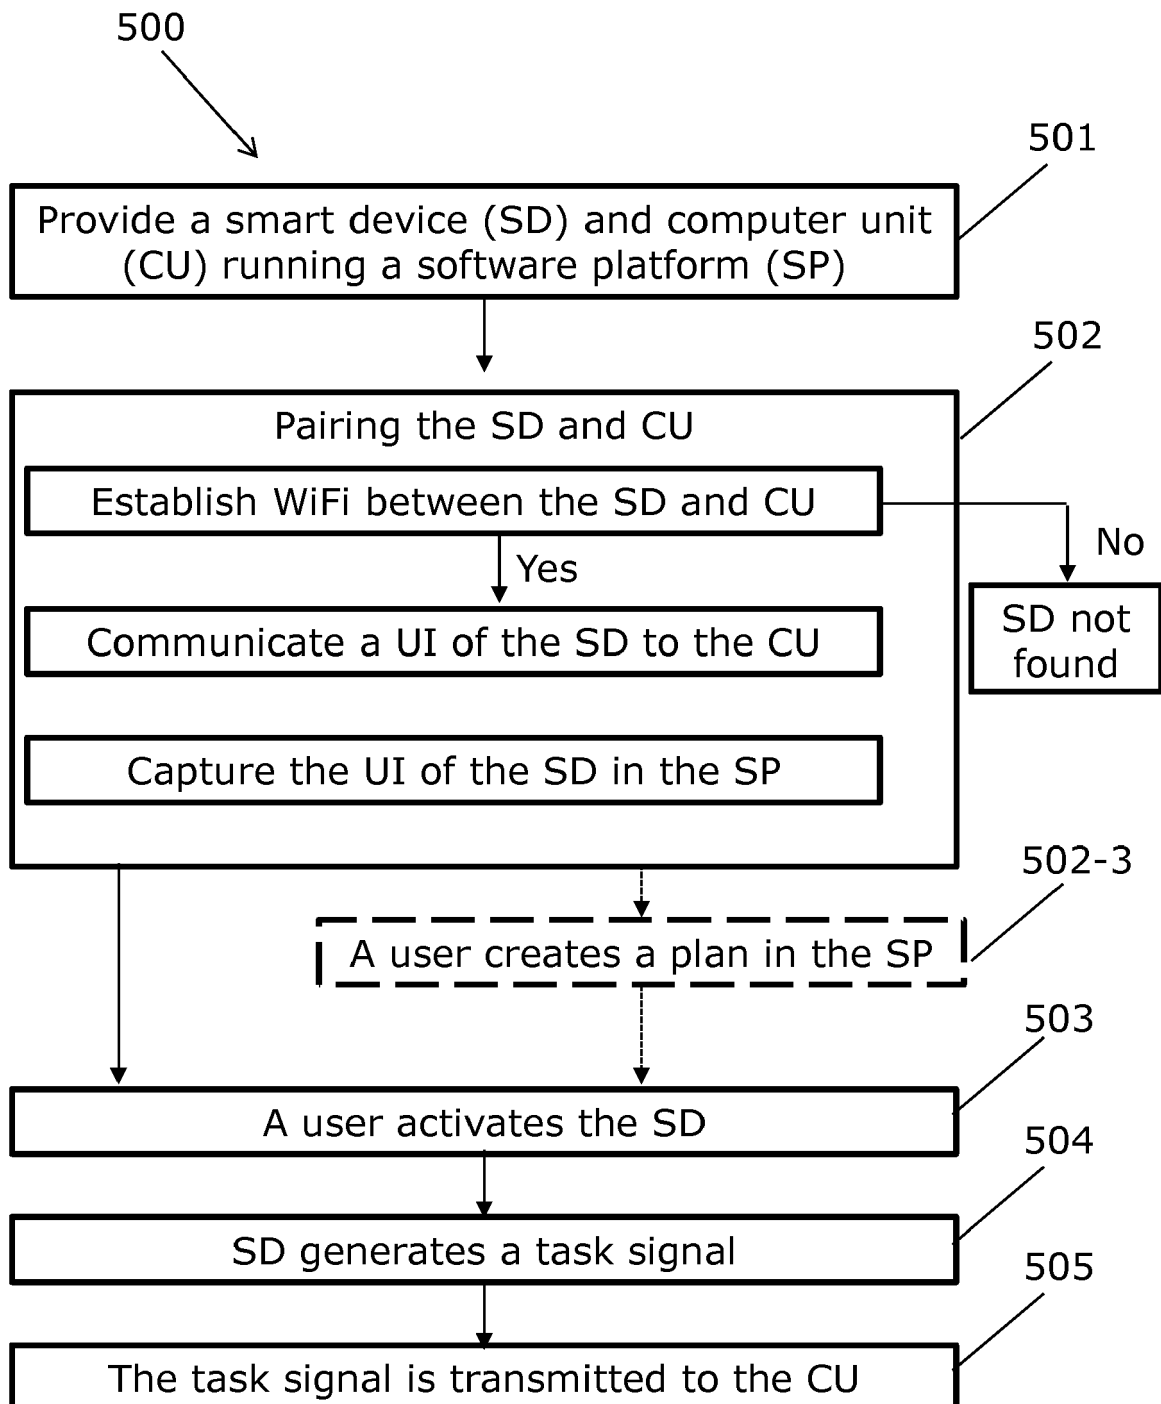 500
501
Provide a smart device (SD) and computer unit
(CU) running a software platform (SP)
502
Pairing the SD and CU
Establish WiFi between the SD and CU
No
Yes
SD not
found
Communicate a UI of the SD to the CU
Capture the UI of the SD in the SP
502-3
A user creates a plan in the SP
503
A user activates the SD
504
SD generates a task signal
505
The task signal is transmitted to the CU